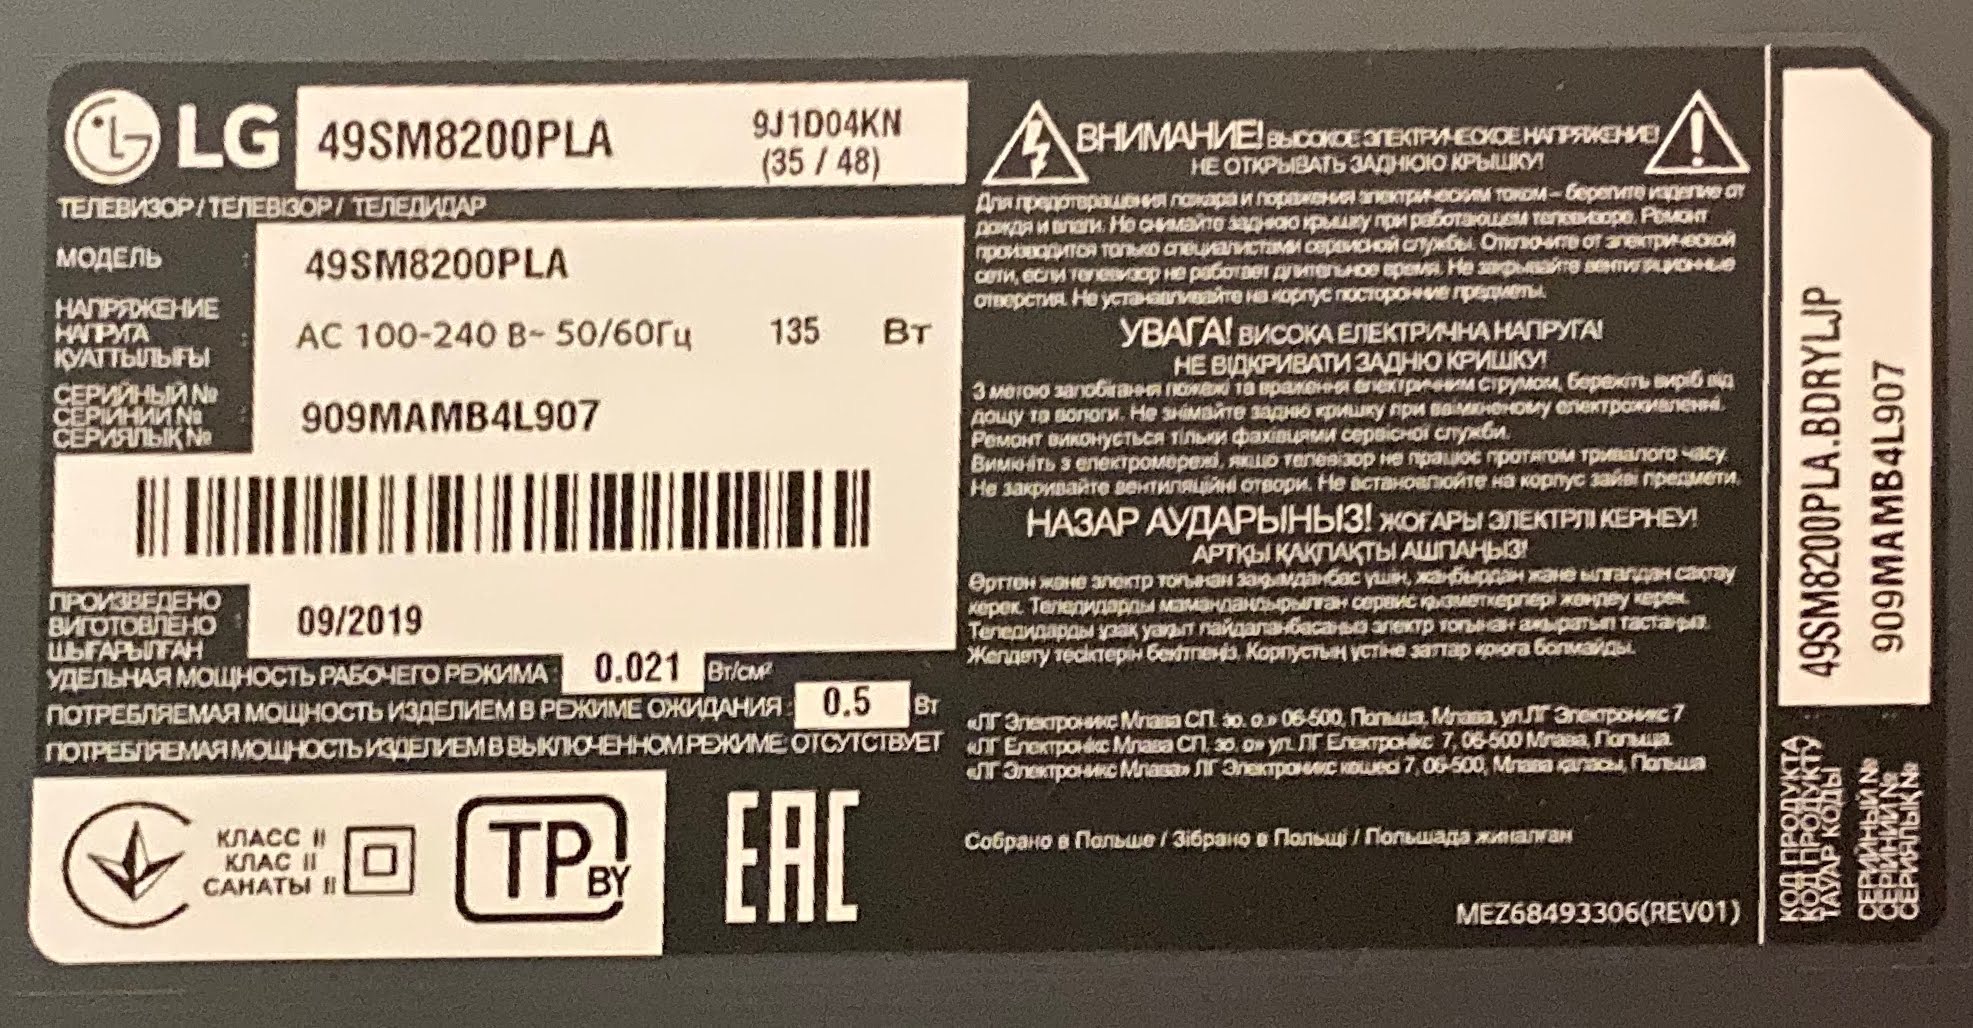 LG 49SM8200PLA 9J1D04KN
(35 / 48)
ТЕЛЕВИЗОР / ТЕЛЕВІЗОР / ТЕЛЕДИДАР
МОДЕЛЬ : 49SM8200PLA
НАПРЯЖЕНИЕ
НАПРУГА : AC 100-240 В~ 50/60Гц 135 Вт
ҚУАТТЫЛЫҒЫ
СЕРИЙНЫЙ №
СЕРІЙНИЙ № : 909MAMB4L907
СЕРИЯЛЫҚ №
ПРОИЗВЕДЕНО
ВИГОТОВЛЕНО : 09/2019
ШЫҒАРЫЛҒАН
УДЕЛЬНАЯ МОЩНОСТЬ РАБОЧЕГО РЕЖИМА : 0.021 Вт/см²
ПОТРЕБЛЯЕМАЯ МОЩНОСТЬ ИЗДЕЛИЕМ В РЕЖИМЕ ОЖИДАНИЯ : 0.5 Вт
ПОТРЕБЛЯЕМАЯ МОЩНОСТЬ ИЗДЕЛИЕМ В ВЫКЛЮЧЕННОМ РЕЖИМЕ: ОТСУТСТВУЕТ
КЛАСС II
КЛАС II
САНАТЫ II
TP BY
EAC
ВНИМАНИЕ! ВЫСОКОЕ ЭЛЕКТРИЧЕСКОЕ НАПРЯЖЕНИЕ!
НЕ ОТКРЫВАТЬ ЗАДНЮЮ КРЫШКУ!
Для предотвращения пожара и поражения электрическим током – берегите изделие от
дождя и влаги. Не снимайте заднюю крышку при работающем телевизоре. Ремонт
производится только специалистами сервисной службы. Отключите от электрической
сети, если телевизор не работает длительное время. Не закрывайте вентиляционные
отверстия. Не устанавливайте на корпус посторонние предметы.
УВАГА! ВИСОКА ЕЛЕКТРИЧНА НАПРУГА!
НЕ ВІДКРИВАТИ ЗАДНЮ КРИШКУ!
З метою запобігання пожежі та враження електричним струмом, бережіть виріб від
дощу та вологи. Не знімайте задню кришку при ввімкненому електроживленні.
Ремонт виконується тільки фахівцями сервісної служби.
Вимкніть з електромережі, якщо телевізор не працює протягом тривалого часу.
Не закривайте вентиляційні отвори. Не встановлюйте на корпус зайві предмети.
НАЗАР АУДАРЫҢЫЗ! ЖОҒАРЫ ЭЛЕКТРЛІ КЕРНЕУ!
АРТҚЫ ҚАҚПАҚТЫ АШПАҢЫЗ!
Өрттен және электр тоғынан зақымданбас үшін, жаңбырдан және ылғалдан сақтау
керек. Теледидарды мамандандырылған сервис қызметкерлері жөндеу керек.
Теледидарды ұзақ уақыт пайдаланбасаңыз электр тоғынан ажыратып тастаңыз.
Желдету тесіктерін бекітпеңіз. Корпустың үстіне заттар қоюға болмайды.
«ЛГ Электроникс Млава СП. зо. о.» 06-500, Польша, Млава, ул.ЛГ Электроникс 7
«ЛГ Електронікс Млава СП. зо. о» ул. ЛГ Електронікс 7, 06-500 Млава, Польща
«ЛГ Электроникс Млава» ЛГ Электроникс көшесі 7, 06-500, Млава қаласы, Польша
Собрано в Польше / Зібрано в Польщі / Польшада жиналған
MEZ68493306(REV01)
КОД ПРОДУКТА
КОД ПРОДУКТУ : 49SM8200PLA.BDRYLJP
ТАУАР КОДЫ
СЕРИЙНЫЙ №
СЕРІЙНИЙ № : 909MAMB4L907
СЕРИЯЛЫҚ №